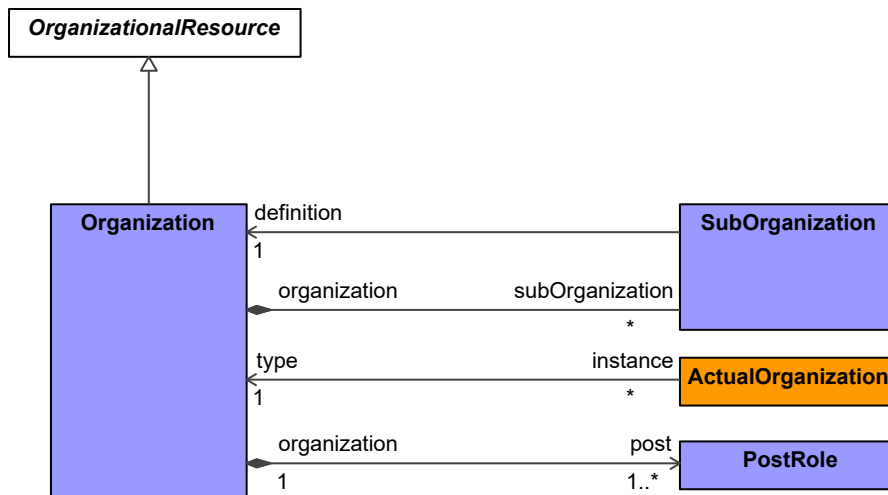 OrganizationalResource
Organization
definition
1
SubOrganization
organization
subOrganization
*
type
1
instance
*
ActualOrganization
organization
1
post
1..*
PostRole